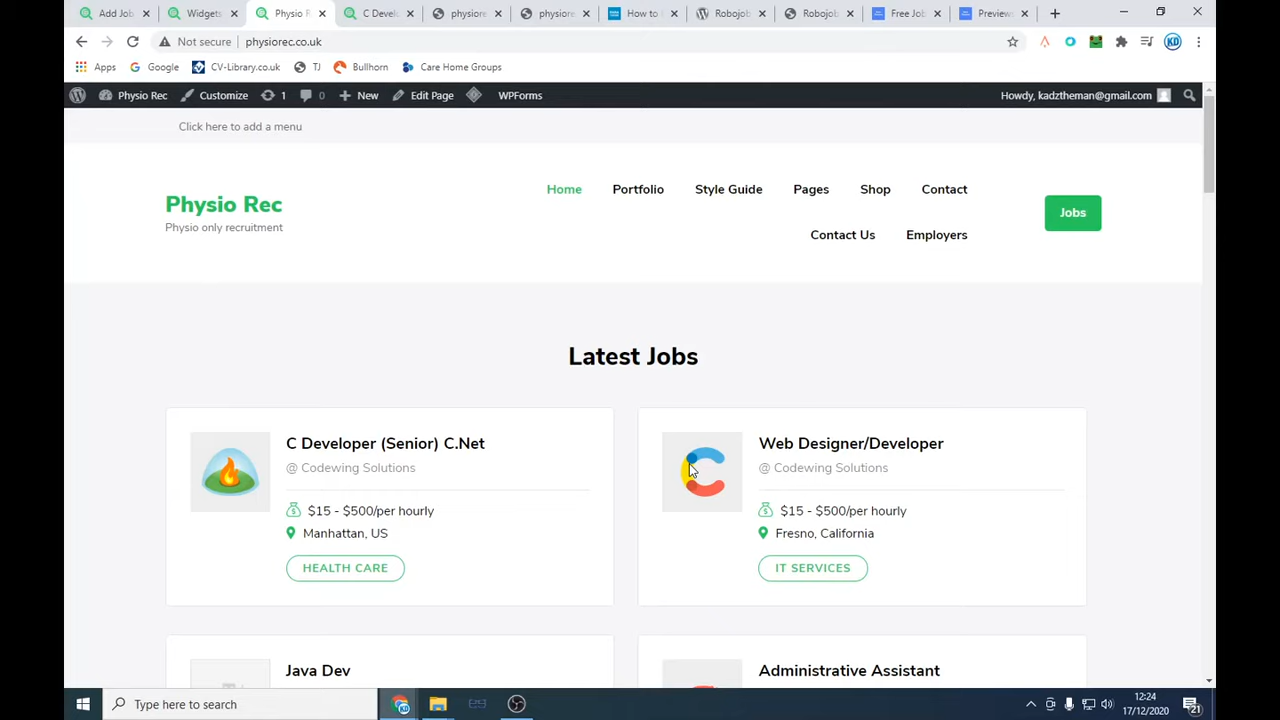 Add Job
Widgets
Physio R
C Develo
physiore
physiore
How to
Robojob
Robojob
Free Job
Preview
Not secure
physiorec.co.uk
KD
Apps
Google
CV-Library.co.uk
TJ
Bullhorn
Care Home Groups
Physio Rec
Customize
1
0
New
Edit Page
WPForms
Howdy, kadztheman@gmail.com
Click here to add a menu
Home
Portfolio
Style Guide
Pages
Shop
Contact
Physio Rec
Physio only recruitment
Jobs
Contact Us
Employers
Latest Jobs
C Developer (Senior) C.Net
@ Codewing Solutions
$15 - $500/per hourly
Manhattan, US
HEALTH CARE
Web Designer/Developer
@ Codewing Solutions
$15 - $500/per hourly
Fresno, California
IT SERVICES
Java Dev
Administrative Assistant
Type here to search
12:24
17/12/2020
21